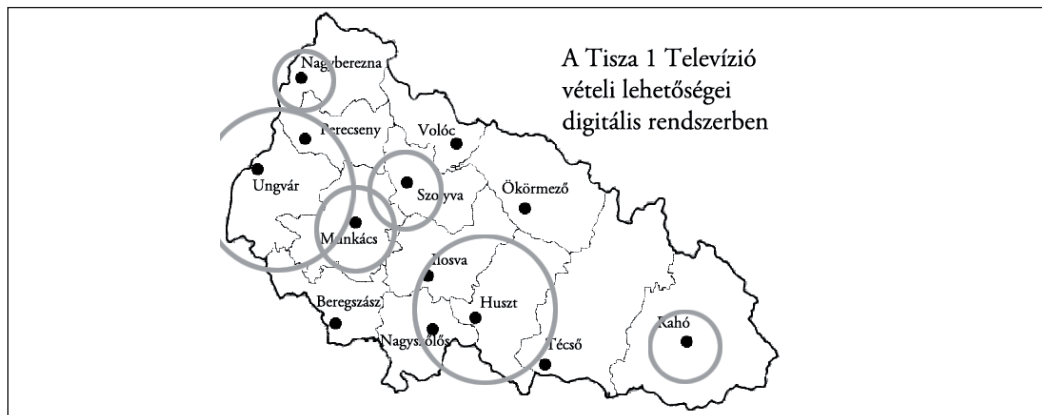 A Tisza 1 Televízió
vételi lehetőségei
digitális rendszerben
Nagyberezna
Perecseny
Volóc
Ungvár
Szolyva
Ökörmező
Munkács
Ilosva
Beregszász
Huszt
Nagyszőlős
Técső
Rahó